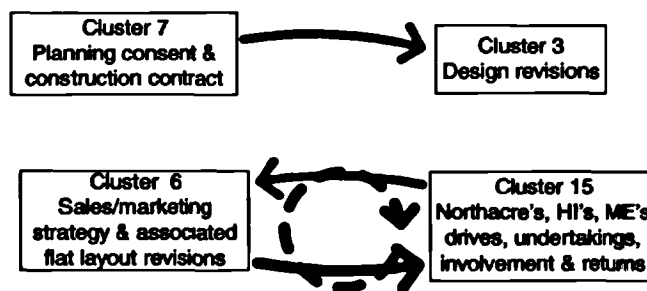 Cluster 7
Planning consent &
construction contract
Cluster 3
Design revisions
Cluster 6
Sales/marketing
strategy & associated
flat layout revisions
Cluster 15
Northacre's, HI's, ME's
drives, undertakings,
involvement & returns